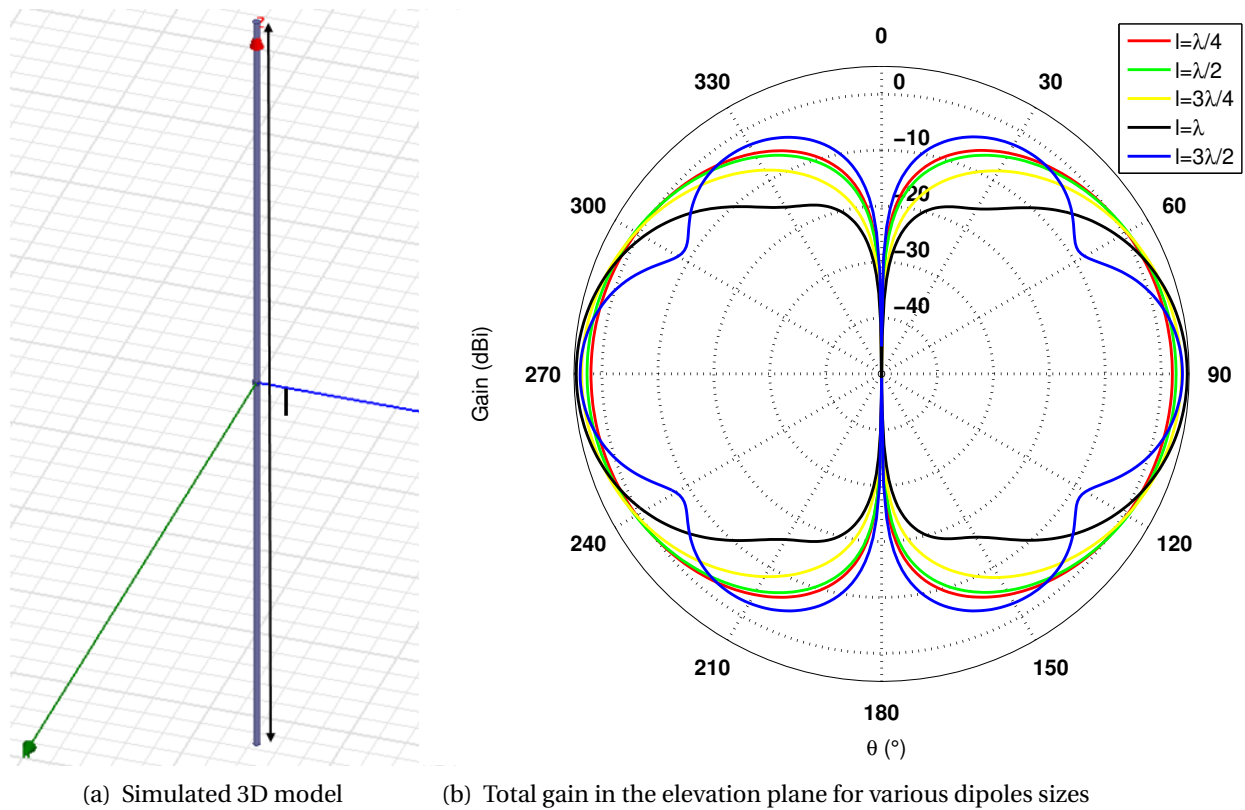 z
l
0
30
60
90
120
150
180
210
240
270
300
330
0
−10
−20
−30
−40
Gain (dBi)
θ (°)
l=λ/4
l=λ/2
l=3λ/4
l=λ
l=3λ/2
(a) Simulated 3D model
(b) Total gain in the elevation plane for various dipoles sizes